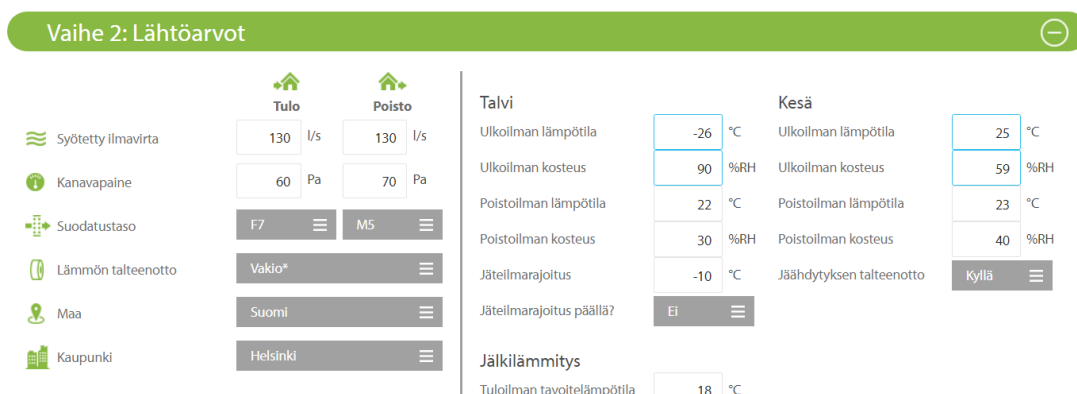 Vaihe 2: Lähtöarvot
Tulo Poisto
Syötetty ilmavirta 130 l/s 130 l/s
Kanavapaine 60 Pa 70 Pa
Suodatustaso F7 M5
Lämmön talteenotto Vakio*
Maa Suomi
Kaupunki Helsinki
Talvi
Ulkoilman lämpötila -26 °C
Ulkoilman kosteus 90 %RH
Poistoilman lämpötila 22 °C
Poistoilman kosteus 30 %RH
Jäteilmarajoitus -10 °C
Jäteilmarajoitus päällä? Ei
Jälkilämmitys
Tuloilman tavoitelämpötila 18 °C
Kesä
Ulkoilman lämpötila 25 °C
Ulkoilman kosteus 59 %RH
Poistoilman lämpötila 23 °C
Poistoilman kosteus 40 %RH
Jäähdytyksen talteenotto Kyllä